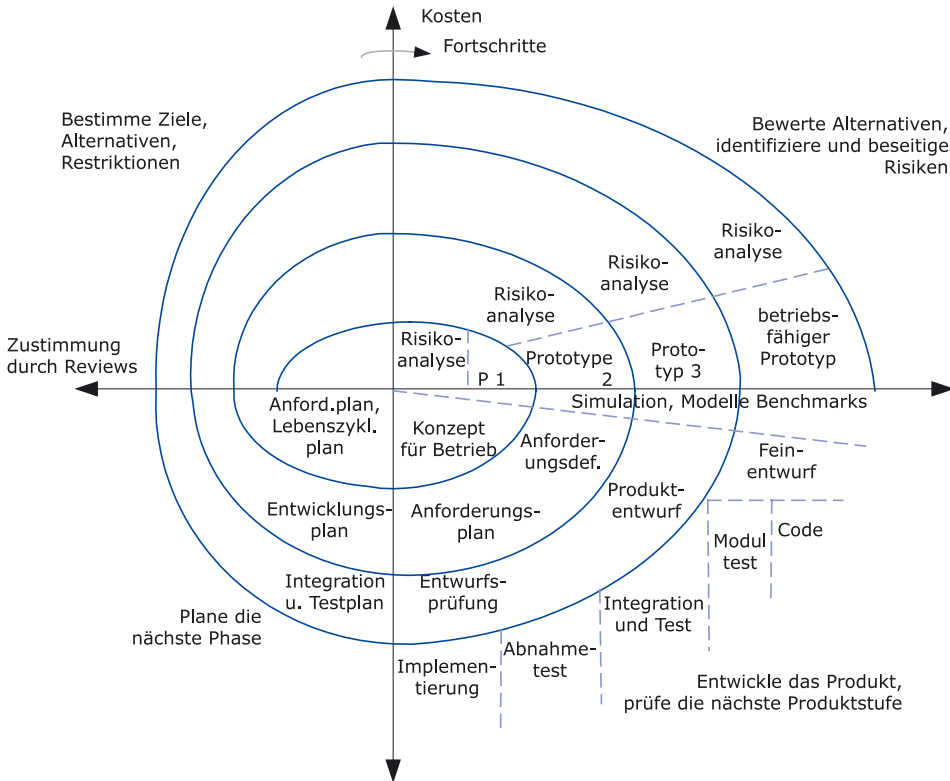 Kosten
Fortschritte
Bestimme Ziele,
Alternativen,
Restriktionen
Bewerte Alternativen,
identifiziere und beseitige
Risiken
Risiko-
analyse
Risiko-
analyse
Risiko-
analyse
Risiko-
analyse
betriebs-
fähiger
Prototyp
Proto-
typ 3
Prototype
2
P 1
Zustimmung
durch Reviews
Simulation, Modelle Benchmarks
Anford.plan,
Lebenszykl.
plan
Konzept
für Betrieb
Anforder-
ungsdef.
Fein-
entwurf
Produkt-
entwurf
Entwicklungs-
plan
Anforderungs-
plan
Modul
test
Code
Integration
u. Testplan
Entwurfs-
prüfung
Integration
und Test
Plane die
nächste Phase
Implemen-
tierung
Abnahme-
test
Entwickle das Produkt,
prüfe die nächste Produktstufe